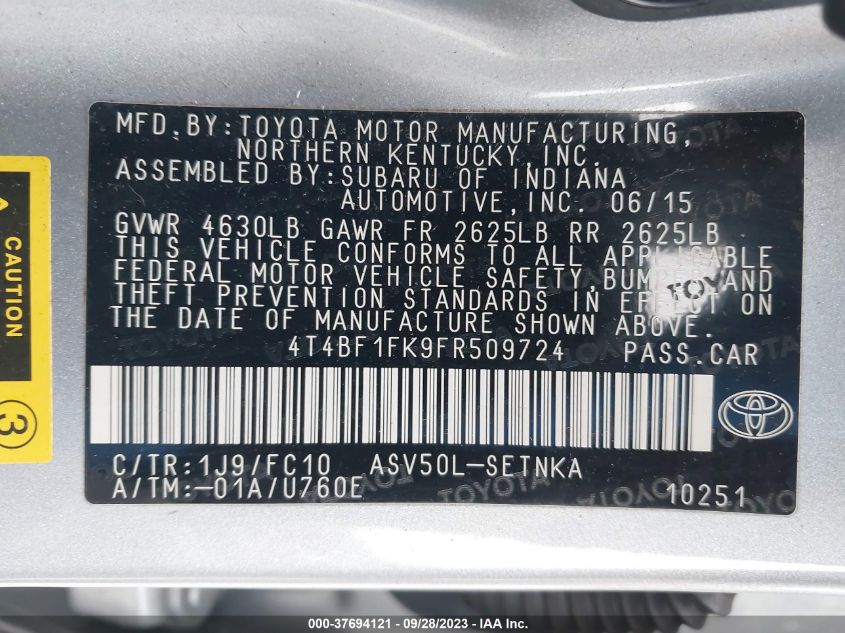 MFD.BY:TOYOTA MOTOR MANUFACTURING,
NORTHERN KENTUCKY,INC.
ASSEMBLED BY:SUBARU OF INDIANA
AUTOMOTIVE,INC. 06/15
GVWR 4630LB GAWR FR 2625LB RR 2625LB
THIS VEHICLE CONFORMS TO ALL APPLICABLE
FEDERAL MOTOR VEHICLE SAFETY,BUMPER,AND
THEFT PREVENTION STANDARDS IN EFFECT ON
THE DATE OF MANUFACTURE SHOWN ABOVE.
4T4BF1FK9FR509724 PASS.CAR
C/TR:1J9/FC10 ASV50L-SETNKA
A/TM:-01A/U760E 10251
TOYOTA
CAUTION
3
000-37694121 - 09/28/2023 - IAA Inc.